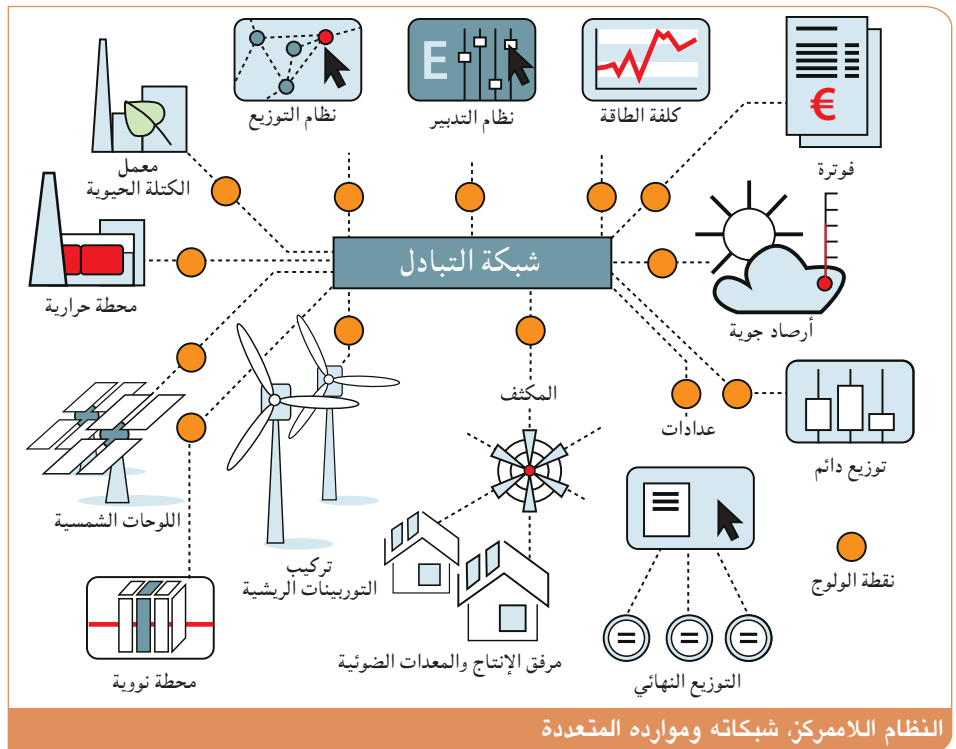 فوترة
كلفة الطاقة
نظام التدبير
E
نظام التوزيع
معمل
الكتلة الحيوية
€
شبكة التبادل
محطة حرارية
أرصاد جوية
المكثف
عدادات
توزيع دائم
اللوحات الشمسية
تركيب
التوربينات الريشية
نقطة الولوج
مرفق الإنتاج والمعدات الضوئية
التوزيع النهائي
محطة نووية
النظام اللاممركز، شبكاته وموارده المتعددة